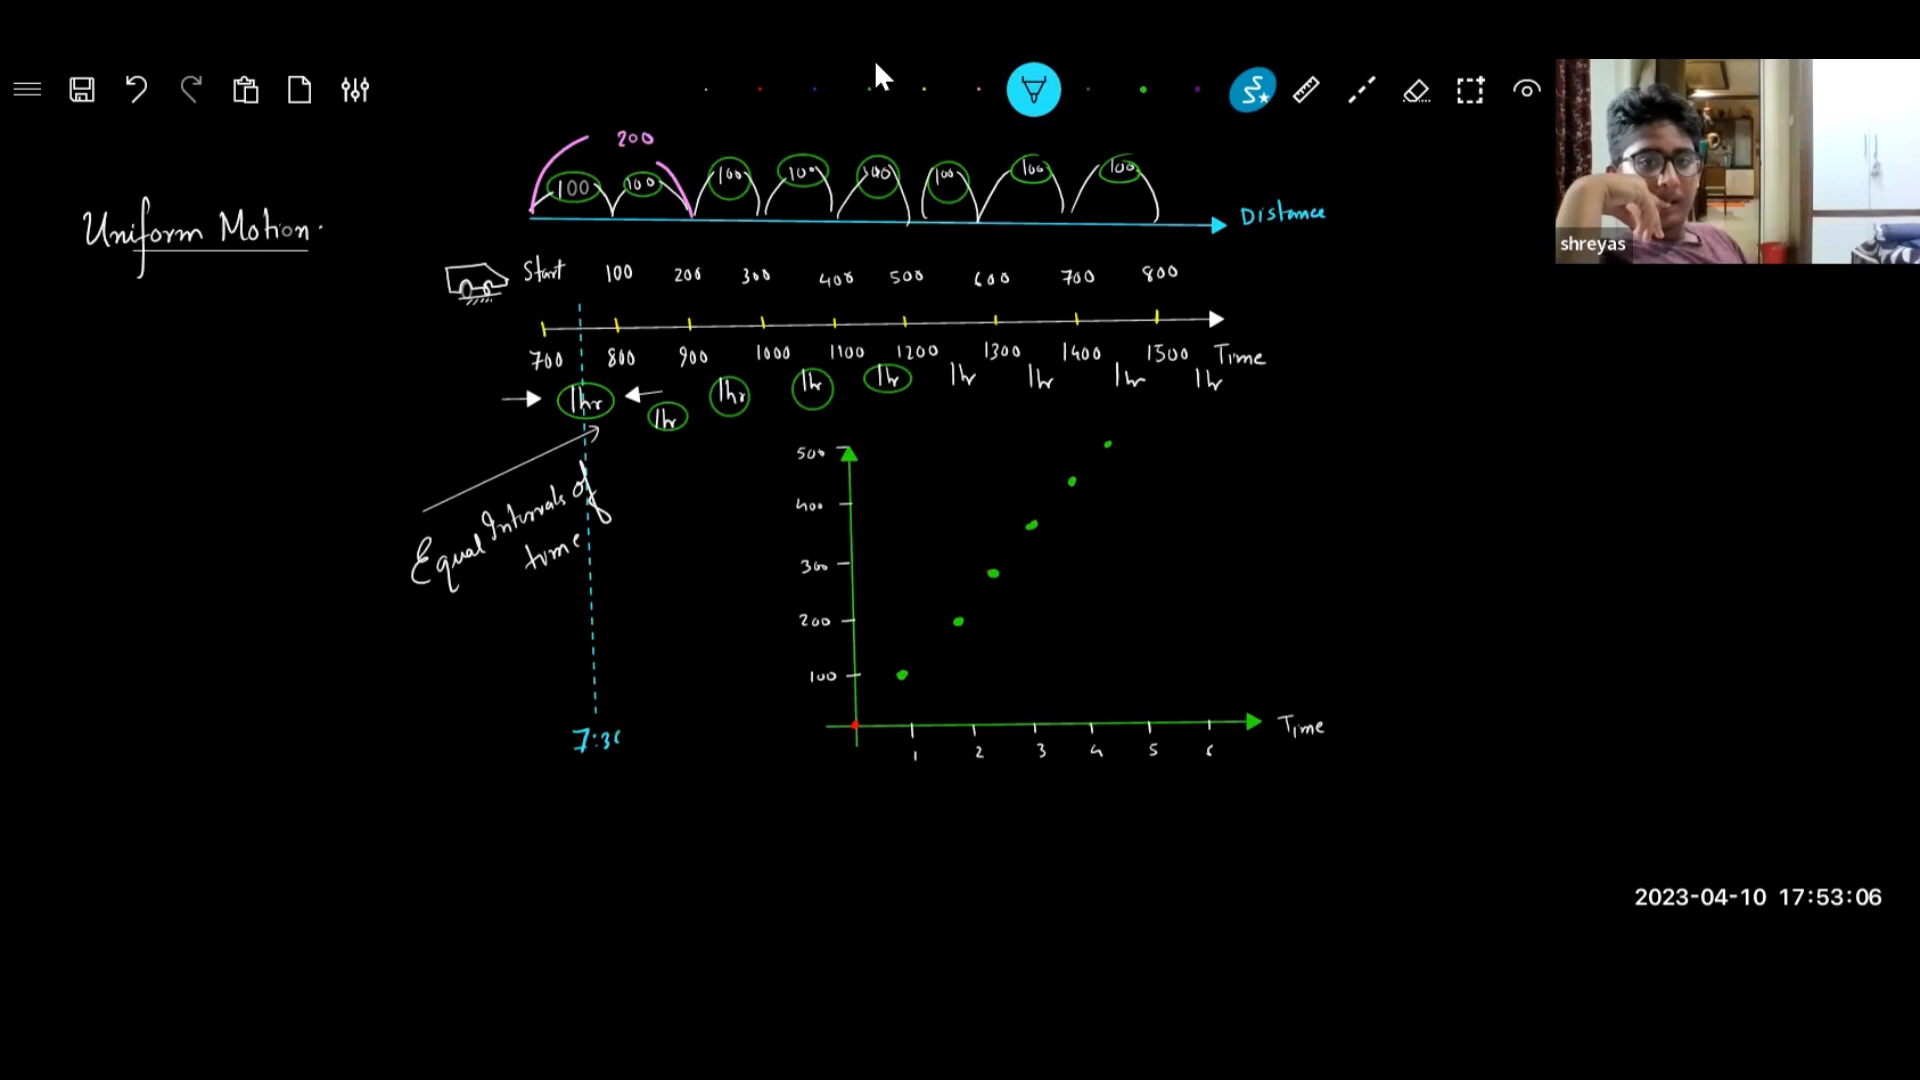 200
100 100 100 100 100 100 100 100
Distance
Uniform Motion.
shreyas
Start 100 200 300 400 500 600 700 800
700 800 900 1000 1100 1200 1300 1400 1500 Time
1hr 1hr 1hr 1hr 1hr 1hr 1hr 1hr 1hr
Equal Intervals of
time
7:30
500
400
300
200
100
Time
1 2 3 4 5 6
2023-04-10 17:53:06